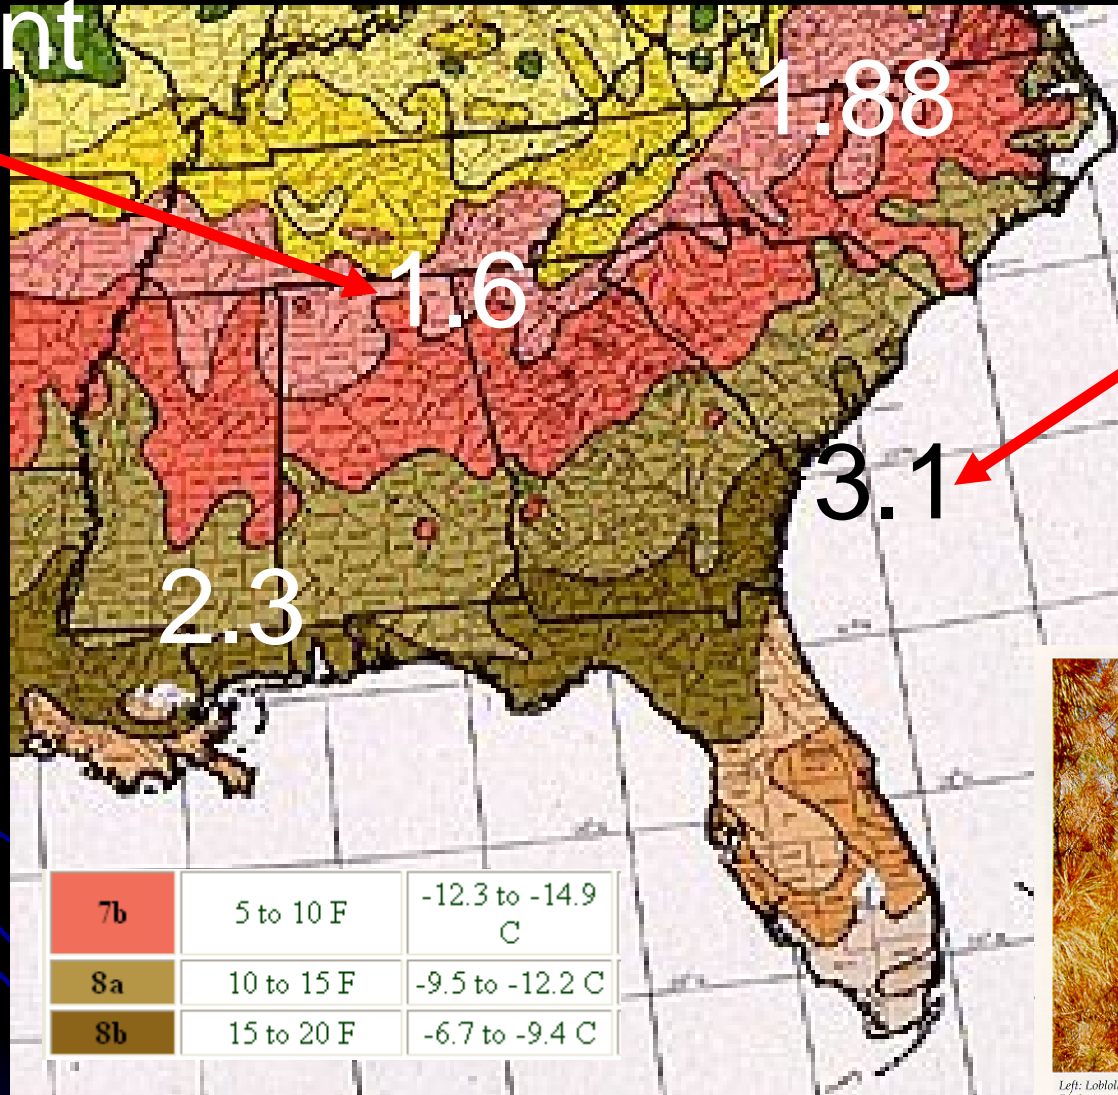 nt
1.88
1.6
3.1
2.3
7b 5 to 10 F -12.3 to -14.9 C
8a 10 to 15 F -9.5 to -12.2 C
8b 15 to 20 F -6.7 to -9.4 C
Left: Loblol